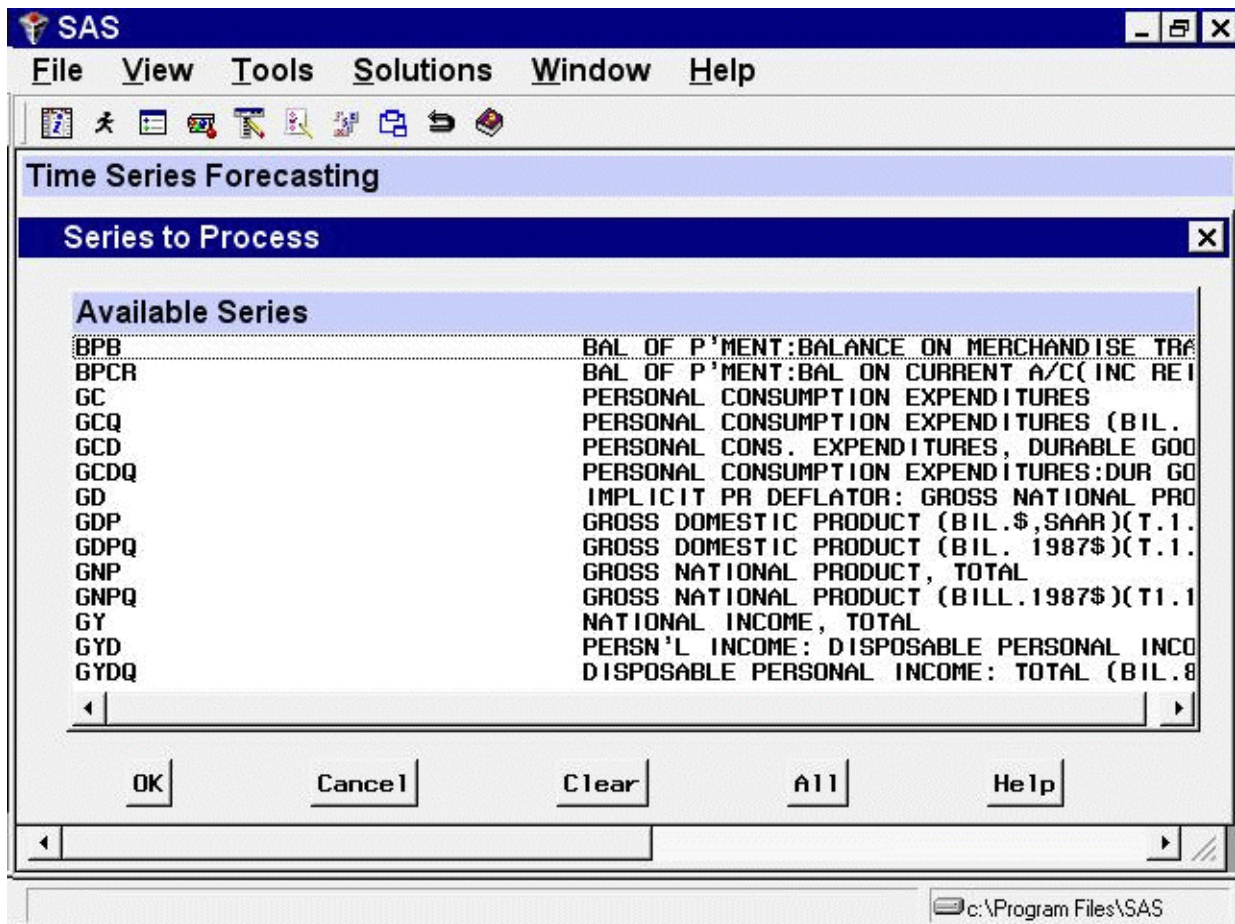 SAS
File View Tools Solutions Window Help
Time Series Forecasting
Series to Process
Available Series
BPB BAL OF P'MENT:BALANCE ON MERCHANDISE TRA
BPCR BAL OF P'MENT:BAL ON CURRENT A/C(INC REI
GC PERSONAL CONSUMPTION EXPENDITURES
GCQ PERSONAL CONSUMPTION EXPENDITURES (BIL.
GCD PERSONAL CONS. EXPENDITURES, DURABLE GOO
GCDQ PERSONAL CONSUMPTION EXPENDITURES:DUR GO
GD IMPLICIT PR DEFLATOR: GROSS NATIONAL PRO
GDP GROSS DOMESTIC PRODUCT (BIL.$,SAAR)(T.1.
GDPQ GROSS DOMESTIC PRODUCT (BIL. 1987$)(T.1.
GNP GROSS NATIONAL PRODUCT, TOTAL
GNPQ GROSS NATIONAL PRODUCT (BILL.1987$)(T1.1
GY NATIONAL INCOME, TOTAL
GYD PERSN'L INCOME: DISPOSABLE PERSONAL INCO
GYDQ DISPOSABLE PERSONAL INCOME: TOTAL (BIL.8
OK Cancel Clear All Help
c:\Program Files\SAS